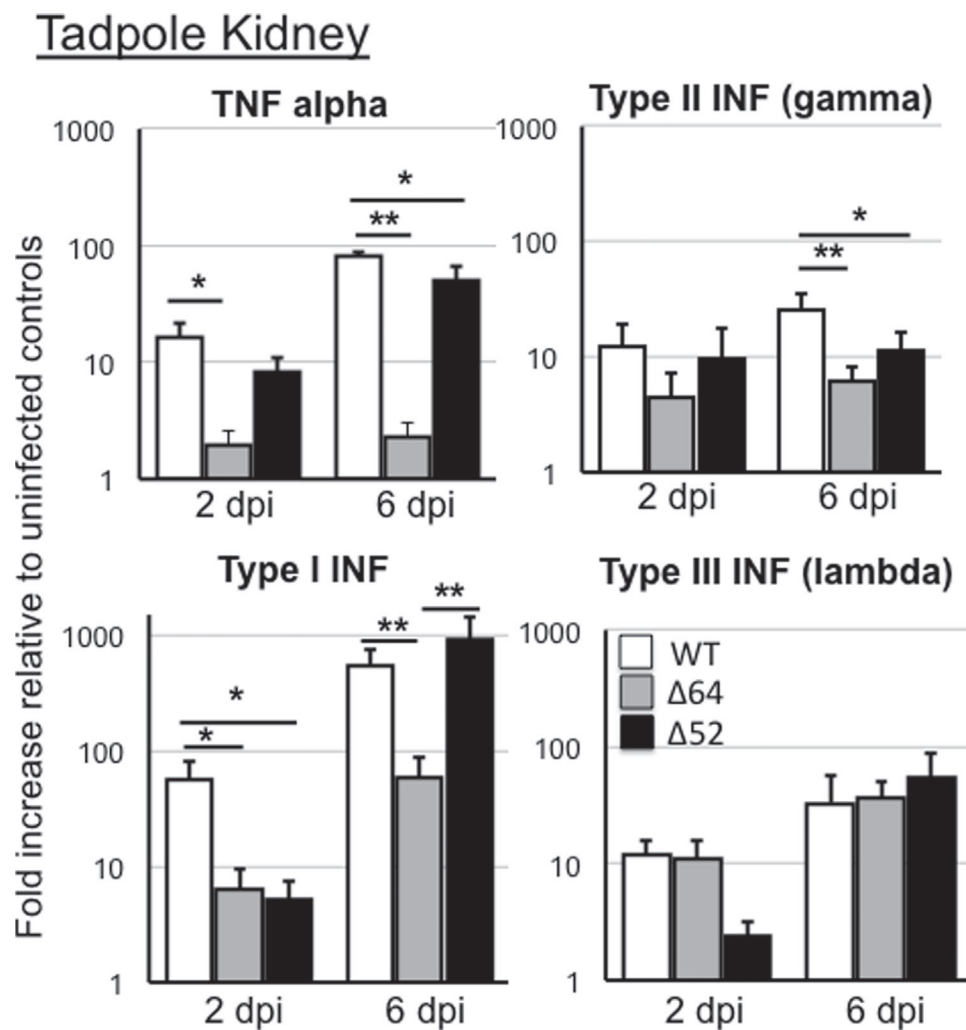 Tadpole Kidney
Fold increase relative to uninfected controls
TNF alpha
1000
100
10
1
*
*
**
2 dpi
6 dpi
Type II INF (gamma)
1000
100
10
1
*
**
2 dpi
6 dpi
Type I INF
1000
100
10
1
*
*
**
**
2 dpi
6 dpi
Type III INF (lambda)
1000
100
10
1
WT
Δ64
Δ52
2 dpi
6 dpi